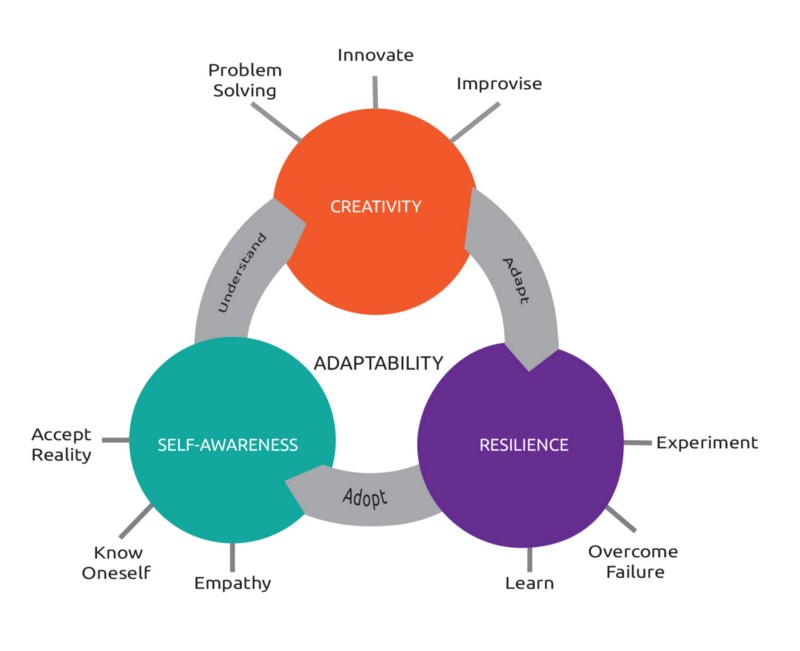 Innovate
Problem
Solving
Improvise
CREATIVITY
Understand
Adapt
ADAPTABILITY
Accept
Reality
SELF-AWARENESS
RESILIENCE
Experiment
Adopt
Know
Oneself
Empathy
Learn
Overcome
Failure